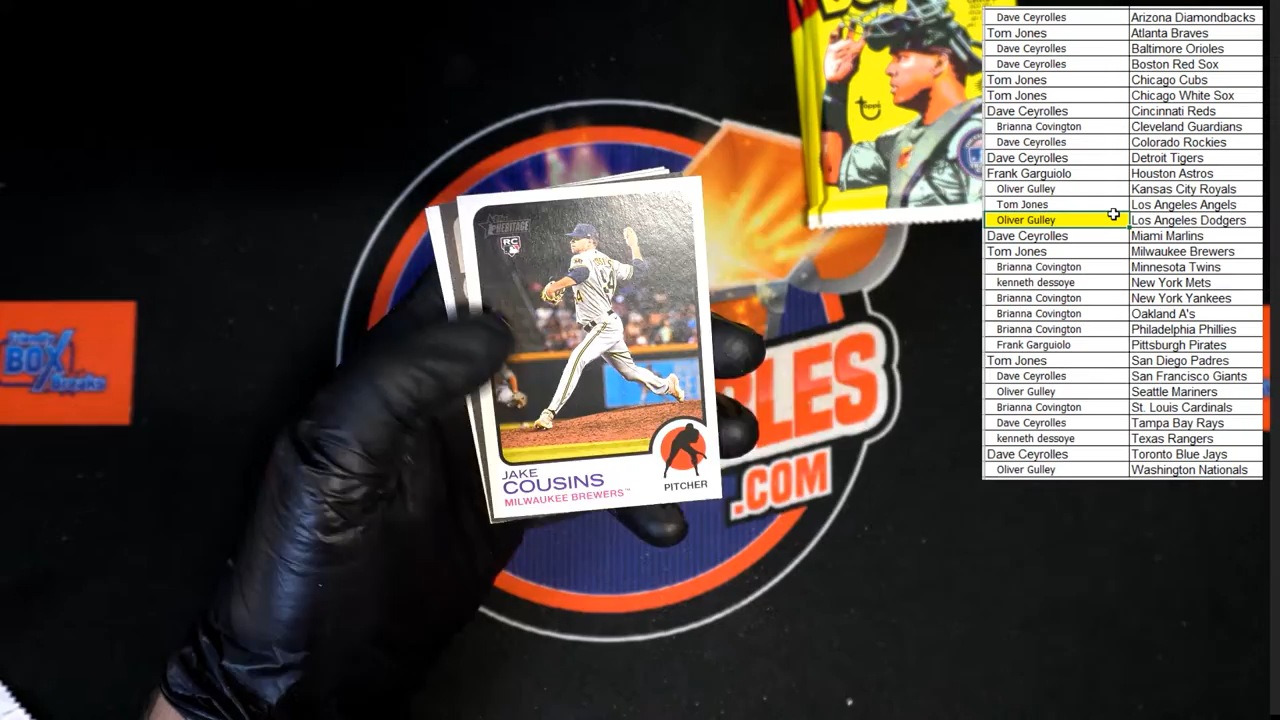 Dave Ceyrolles Arizona Diamondbacks
Tom Jones Atlanta Braves
Dave Ceyrolles Baltimore Orioles
Dave Ceyrolles Boston Red Sox
Tom Jones Chicago Cubs
Tom Jones Chicago White Sox
Dave Ceyrolles Cincinnati Reds
Brianna Covington Cleveland Guardians
Dave Ceyrolles Colorado Rockies
Dave Ceyrolles Detroit Tigers
Frank Garguiolo Houston Astros
Oliver Gulley Kansas City Royals
Tom Jones Los Angeles Angels
Oliver Gulley Los Angeles Dodgers
Dave Ceyrolles Miami Marlins
Tom Jones Milwaukee Brewers
Brianna Covington Minnesota Twins
kenneth dessoye New York Mets
Brianna Covington New York Yankees
Brianna Covington Oakland A's
Brianna Covington Philadelphia Phillies
Frank Garguiolo Pittsburgh Pirates
Tom Jones San Diego Padres
Dave Ceyrolles San Francisco Giants
Oliver Gulley Seattle Mariners
Brianna Covington St. Louis Cardinals
Dave Ceyrolles Tampa Bay Rays
kenneth dessoye Texas Rangers
Dave Ceyrolles Toronto Blue Jays
Oliver Gulley Washington Nationals
topps
HERITAGE
RC
JAKE
COUSINS
MILWAUKEE BREWERS™
PITCHER
BOX
Breaks
.COM